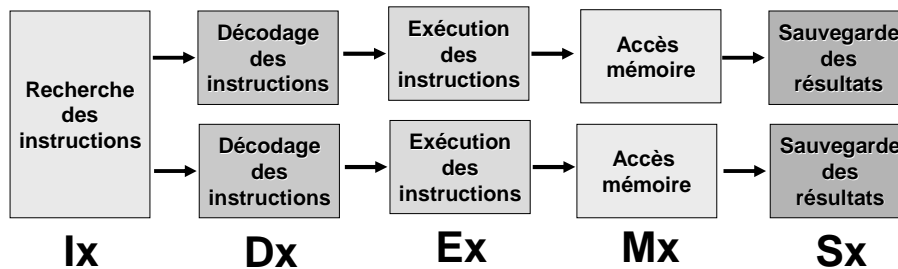 Recherche
des
instructions
Décodage
des
instructions
Exécution
des
instructions
Accès
mémoire
Sauvegarde
des
résultats
Décodage
des
instructions
Exécution
des
instructions
Accès
mémoire
Sauvegarde
des
résultats
Ix
Dx
Ex
Mx
Sx